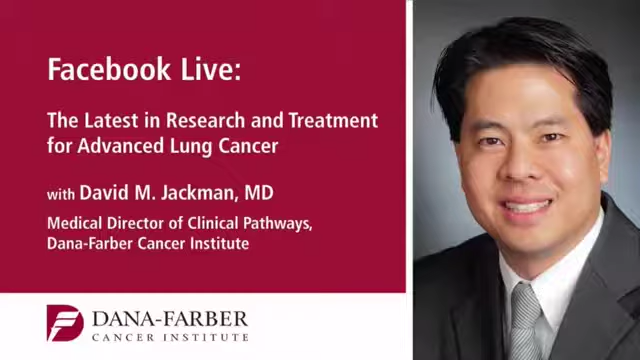 Facebook Live:
The Latest in Research and Treatment
for Advanced Lung Cancer
with David M. Jackman, MD
Medical Director of Clinical Pathways,
Dana-Farber Cancer Institute
DANA-FARBER
CANCER INSTITUTE